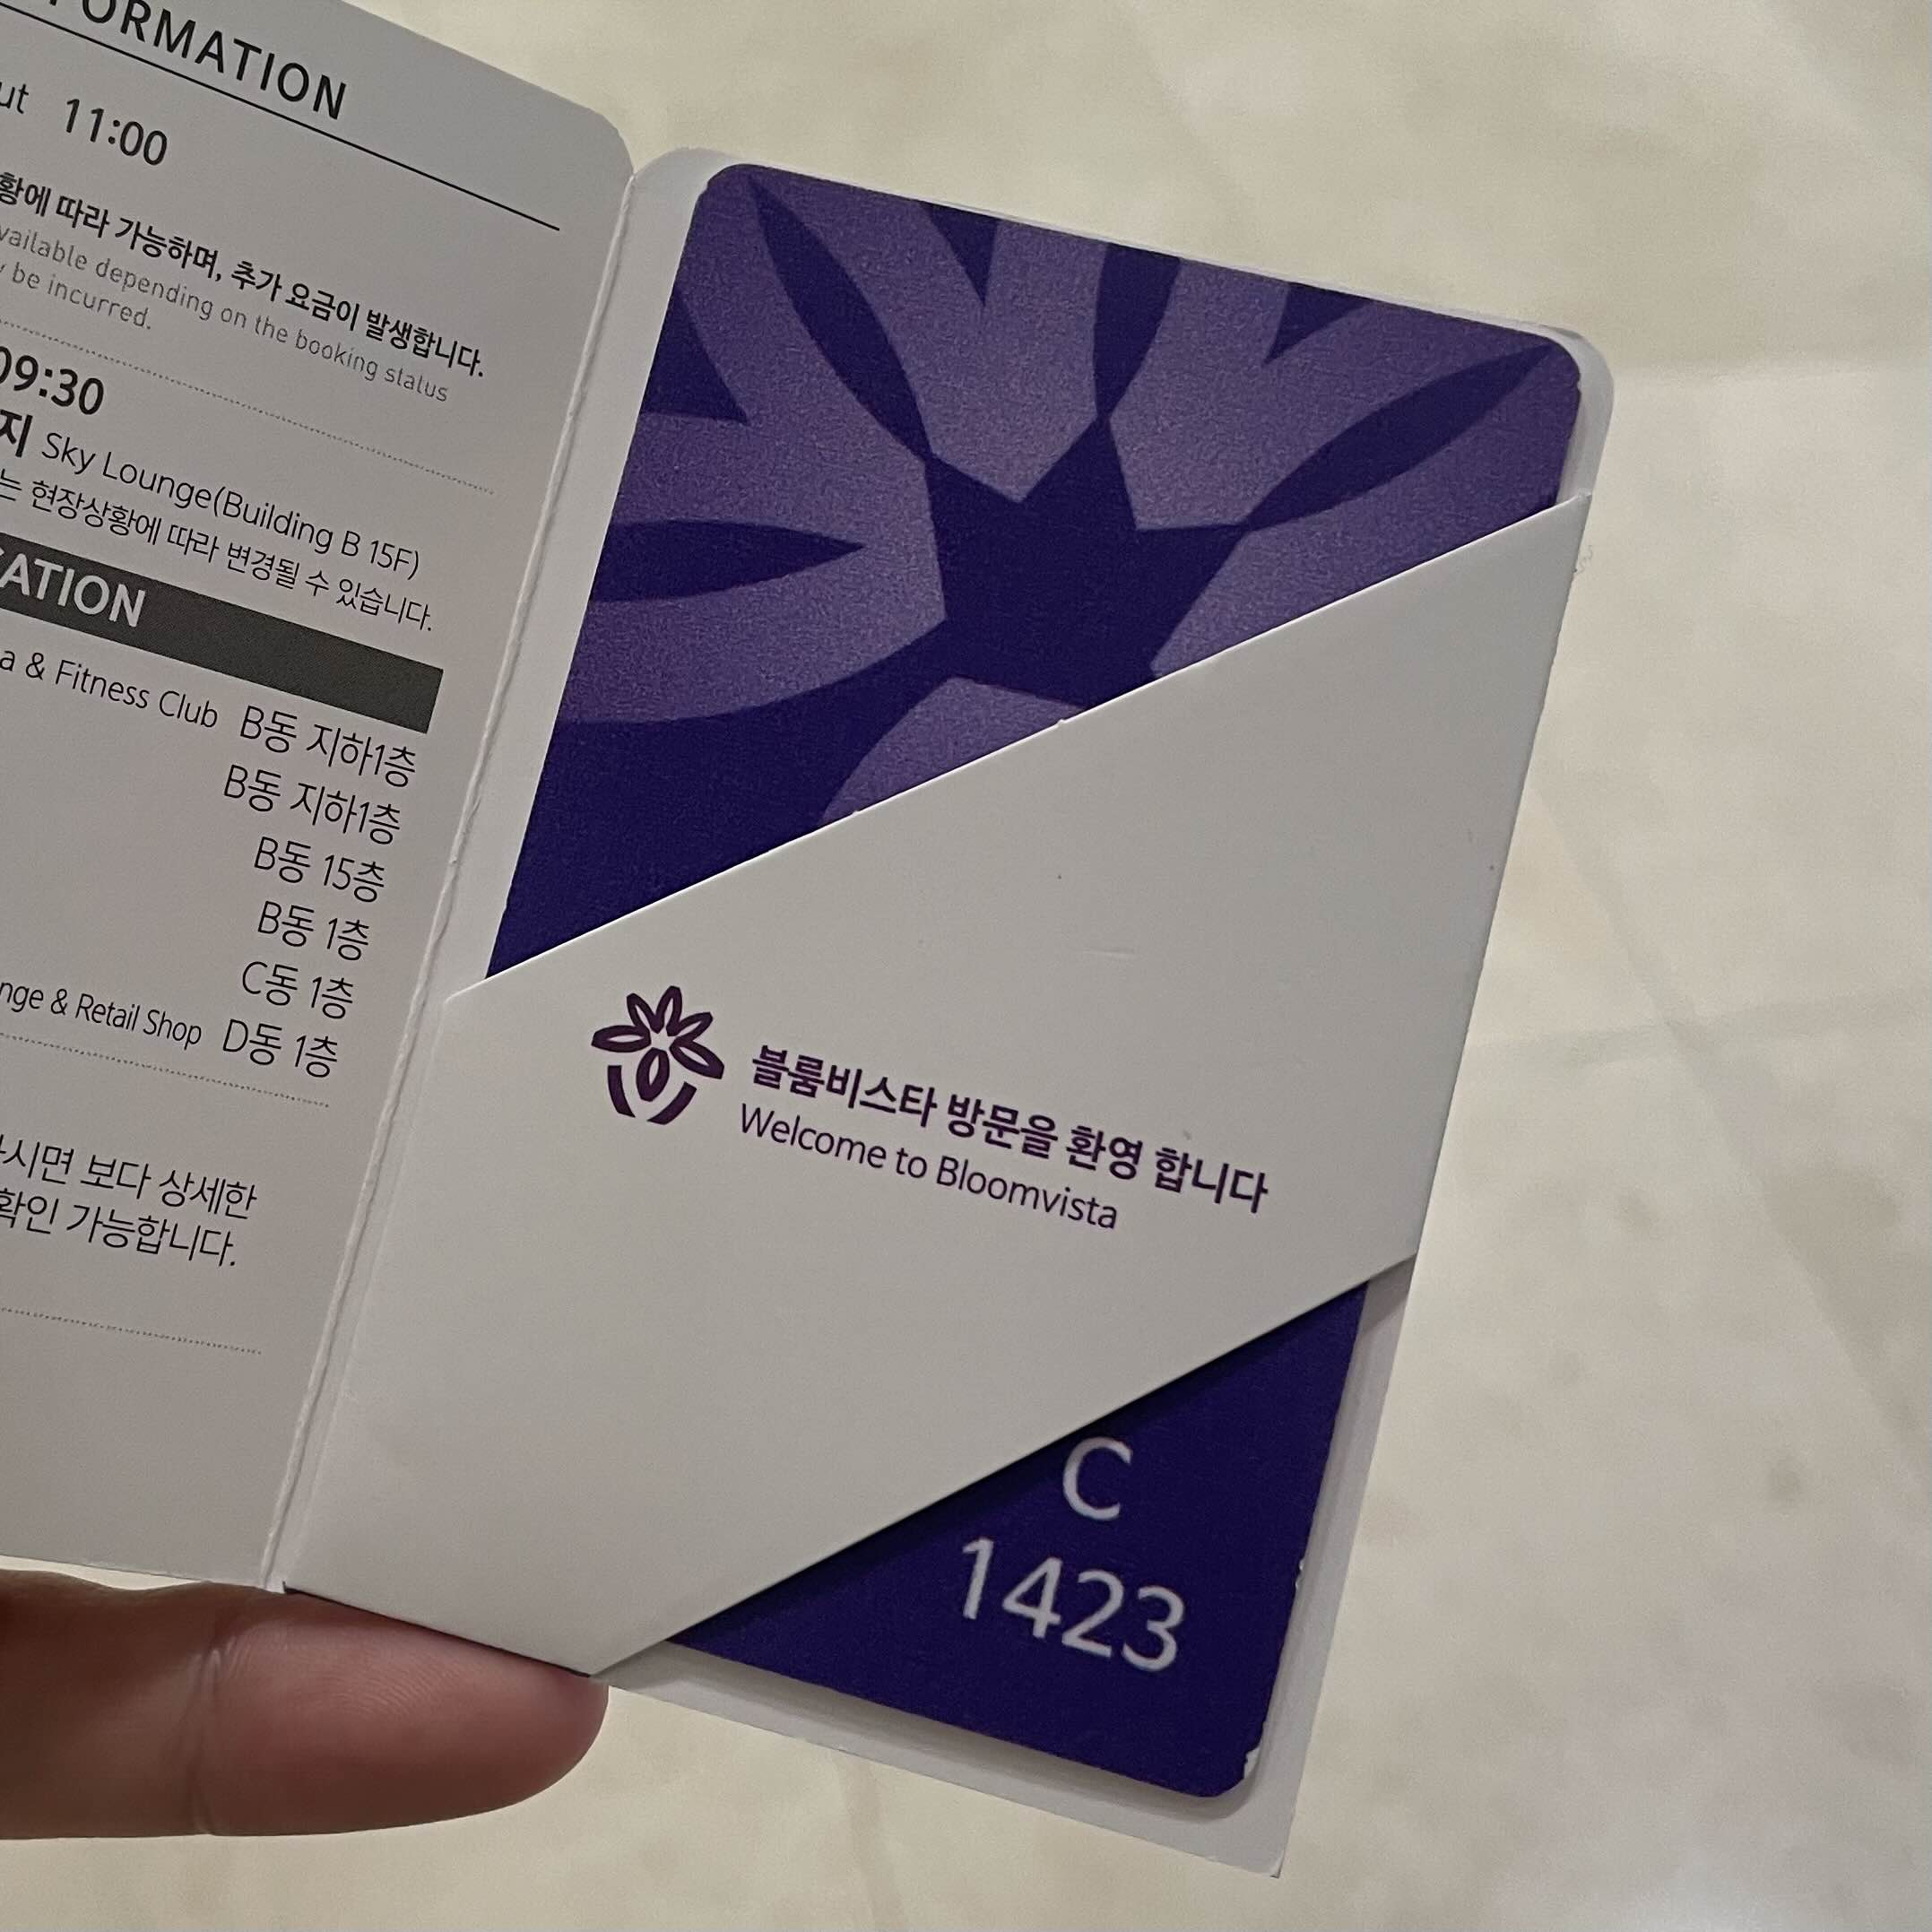 FORMATION
ut 11:00
황에 따라 가능하며, 추가 요금이 발생합니다.
vailable depending on the booking status
be incurred.
09:30
지 Sky Lounge(Building B 15F)
는 현장상황에 따라 변경될 수 있습니다.
CATION
a & Fitness Club B동 지하1층
B동 지하1층
B동 15층
B동 1층
C동 1층
nge & Retail Shop D동 1층
시면 보다 상세한
확인 가능합니다.
블룸비스타 방문을 환영 합니다
Welcome to Bloomvista
C
1423